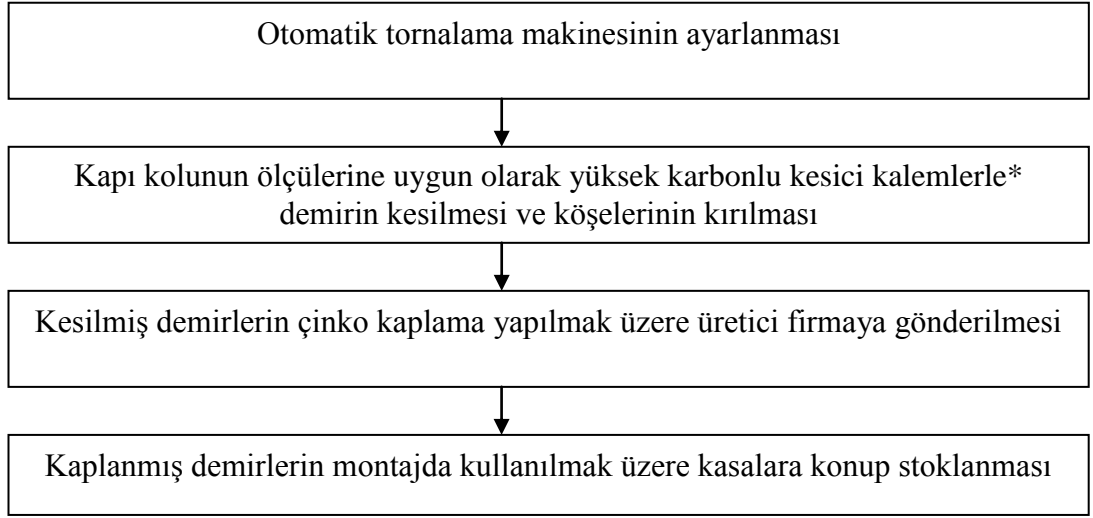 Otomatik tornalama makinesinin ayarlanması
Kapı kolunun ölçülerine uygun olarak yüksek karbonlu kesici kalemlerle*
demirin kesilmesi ve köşelerinin kırılması
Kesilmiş demirlerin çinko kaplama yapılmak üzere üretici firmaya gönderilmesi
Kaplanmış demirlerin montajda kullanılmak üzere kasalara konup stoklanması